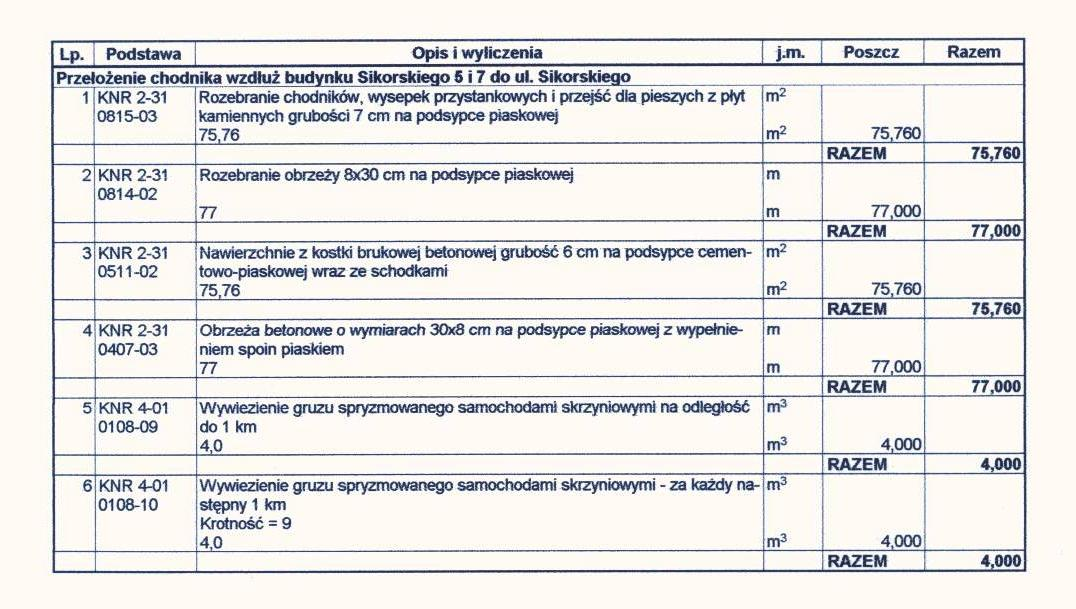 Lp. Podstawa Opis i wyliczenia j.m. Poszcz Razem
Przełożenie chodnika wzdłuż budynku Sikorskiego 5 i 7 do ul. Sikorskiego
1 KNR 2-31 Rozebranie chodników, wysepek przystankowych i przejść dla pieszych z płyt m²
0815-03 kamiennych grubości 7 cm na podsypce piaskowej
75,76 m² 75,760
RAZEM 75,760
2 KNR 2-31 Rozebranie obrzeży 8x30 cm na podsypce piaskowej m
0814-02
77 m 77,000
RAZEM 77,000
3 KNR 2-31 Nawierzchnie z kostki brukowej betonowej grubość 6 cm na podsypce cemen- m²
0511-02 towo-piaskowej wraz ze schodkami
75,76 m² 75,760
RAZEM 75,760
4 KNR 2-31 Obrzeża betonowe o wymiarach 30x8 cm na podsypce piaskowej z wypełnie- m
0407-03 niem spoin piaskiem
77 m 77,000
RAZEM 77,000
5 KNR 4-01 Wywiezienie gruzu spryzmowanego samochodami skrzyniowymi na odległość m³
0108-09 do 1 km
4,0 m³ 4,000
RAZEM 4,000
6 KNR 4-01 Wywiezienie gruzu spryzmowanego samochodami skrzyniowymi - za każdy na- m³
0108-10 stępny 1 km
Krotność = 9
4,0 m³ 4,000
RAZEM 4,000